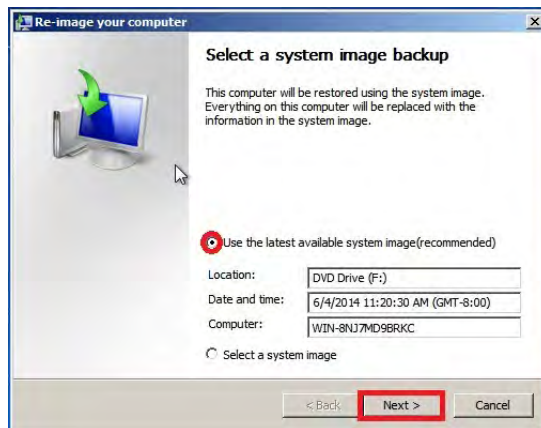 Re-image your computer
Select a system image backup
This computer will be restored using the system image.
Everything on this computer will be replaced with the
information in the system image.
Use the latest available system image(recommended)
Location: DVD Drive (F:)
Date and time: 6/4/2014 11:20:30 AM (GMT-8:00)
Computer: WIN-8NJ7MD9BRKC
Select a system image
< Back Next > Cancel